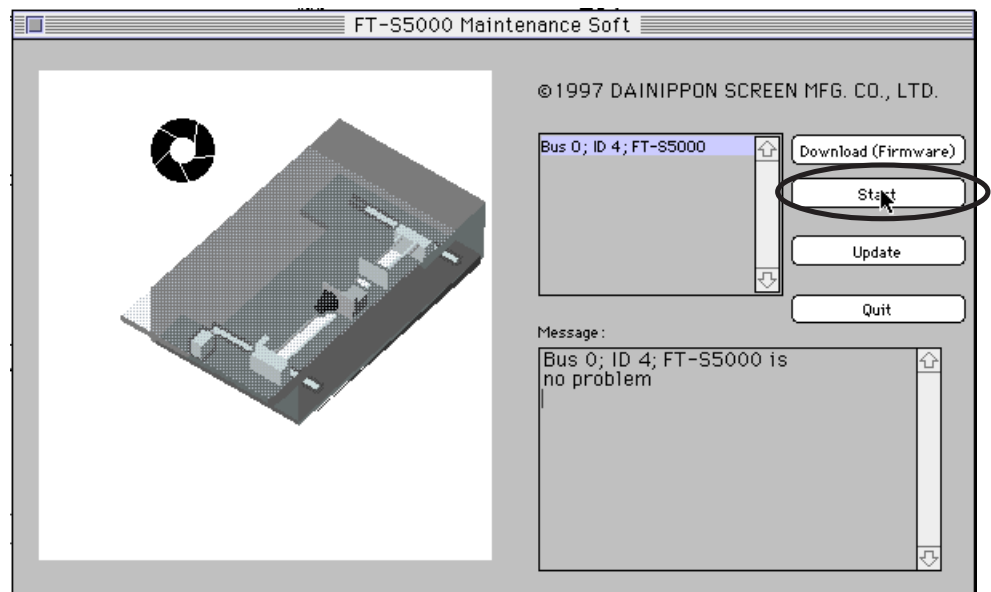 FT-S5000 Maintenance Soft
©1997 DAINIPPON SCREEN MFG. CO., LTD.
Bus 0; ID 4; FT-S5000
Download (Firmware)
Start
Update
Quit
Message:
Bus 0; ID 4; FT-S5000 is
no problem